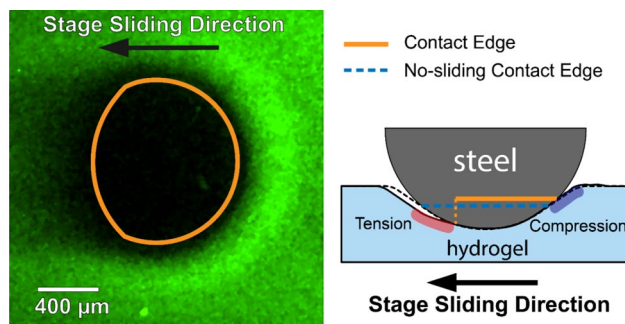 Stage Sliding Direction
400 μm
Contact Edge
No-sliding Contact Edge
steel
Tension
Compression
hydrogel
Stage Sliding Direction